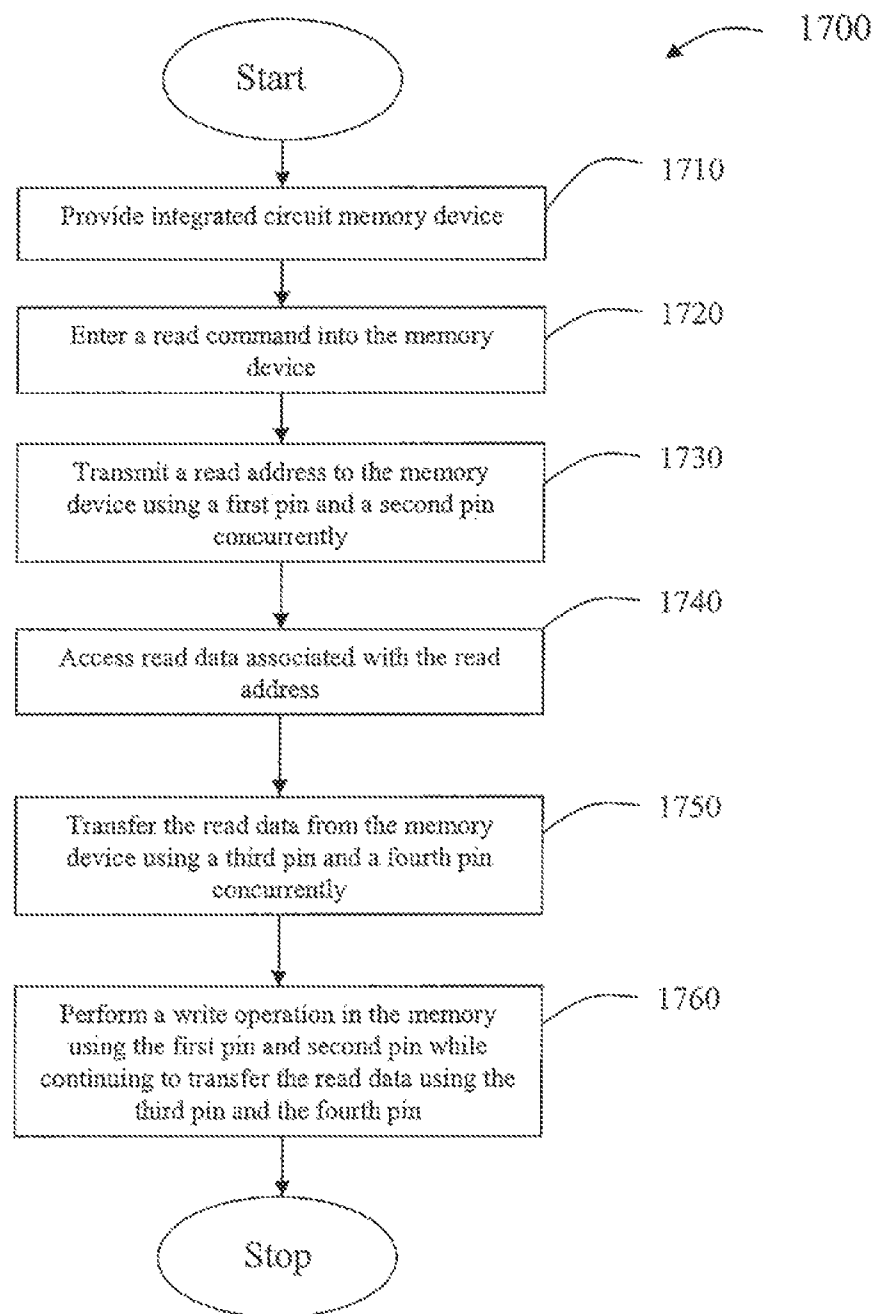 1700
Start
1710
Provide integrated circuit memory device
1720
Enter a read command into the memory
device
1730
Transmit a read address to the memory
device using a first pin and a second pin
concurrently
1740
Access read data associated with the read
address
1750
Transfer the read data from the memory
device using a third pin and a fourth pin
concurrently
1760
Perform a write operation in the memory
using the first pin and second pin while
continuing to transfer the read data using the
third pin and the fourth pin
Stop